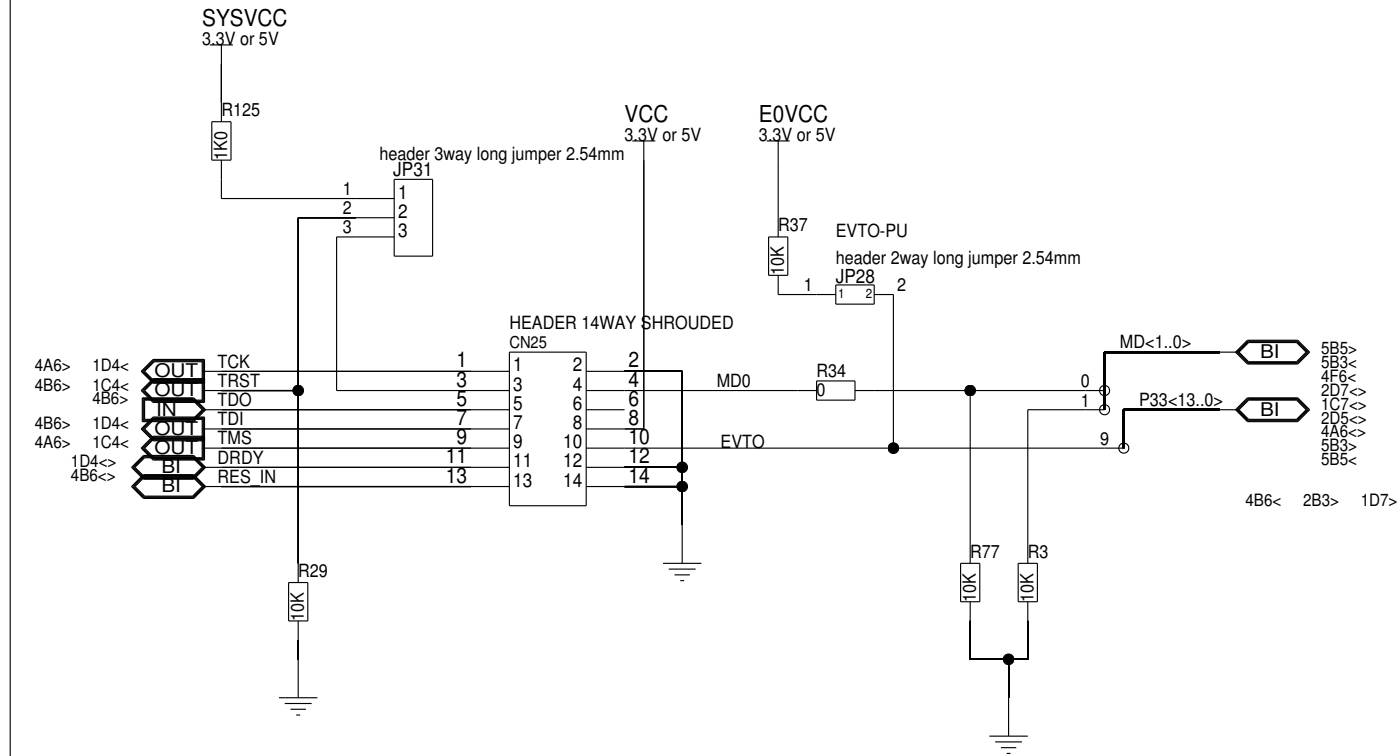 SYSVCC
3.3V or 5V
R125
1K0
header 3way long jumper 2.54mm
JP31
1 1
2 2
3 3
VCC
3.3V or 5V
E0VCC
3.3V or 5V
R37
10K
EVTO-PU
header 2way long jumper 2.54mm
JP28
1 1 2 2
HEADER 14WAY SHROUDED
CN25
4A6> 1D4< OUT TCK 1 1 2 2
4B6> 1C4< OUT TRST 3 3 4 4 MD0
4B6> IN TDO 5 5 6 6
4B6> 1D4< OUT TDI 7 7 8 8
4A6> 1C4< OUT TMS 9 9 10 10 EVTO
1D4<> BI DRDY 11 11 12 12
4B6<> BI RES_IN 13 13 14 14
R34
0
MD<1..0> BI
0
1
P33<13..0> BI
9
5B5>
5B3<
4F6<
2D7<>
1C7<>
2D5<>
4A6<>
5B3>
5B5<
4B6< 2B3> 1D7>
R29
10K
R77
10K
R3
10K